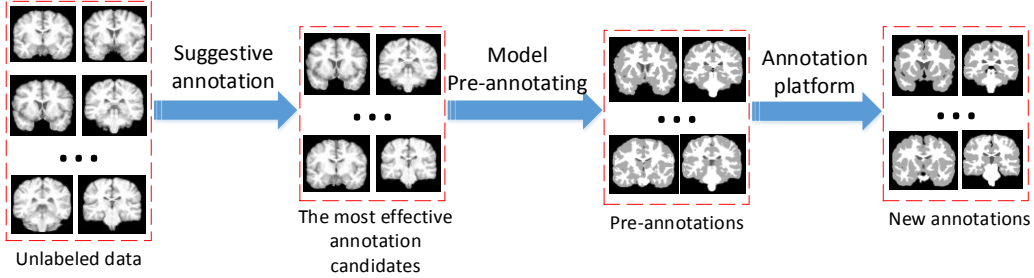 Suggestive
annotation
Model
Pre-annotating
Annotation
platform
Unlabeled data
The most effective
annotation
candidates
Pre-annotations
New annotations